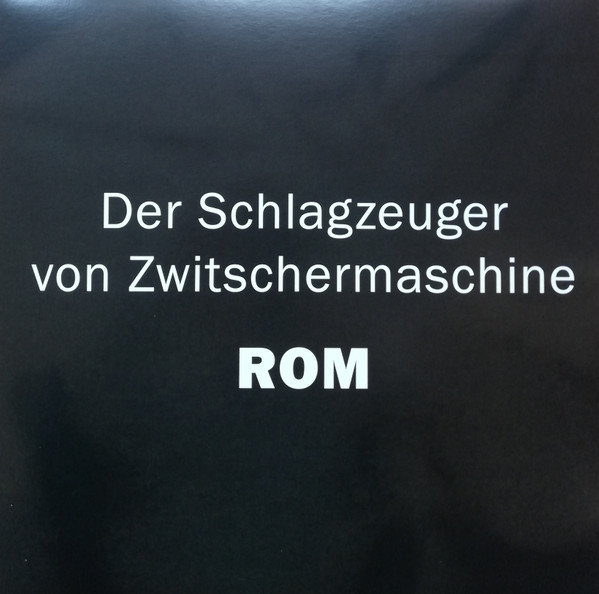 Der Schlagzeuger
von Zwitschermaschine
ROM